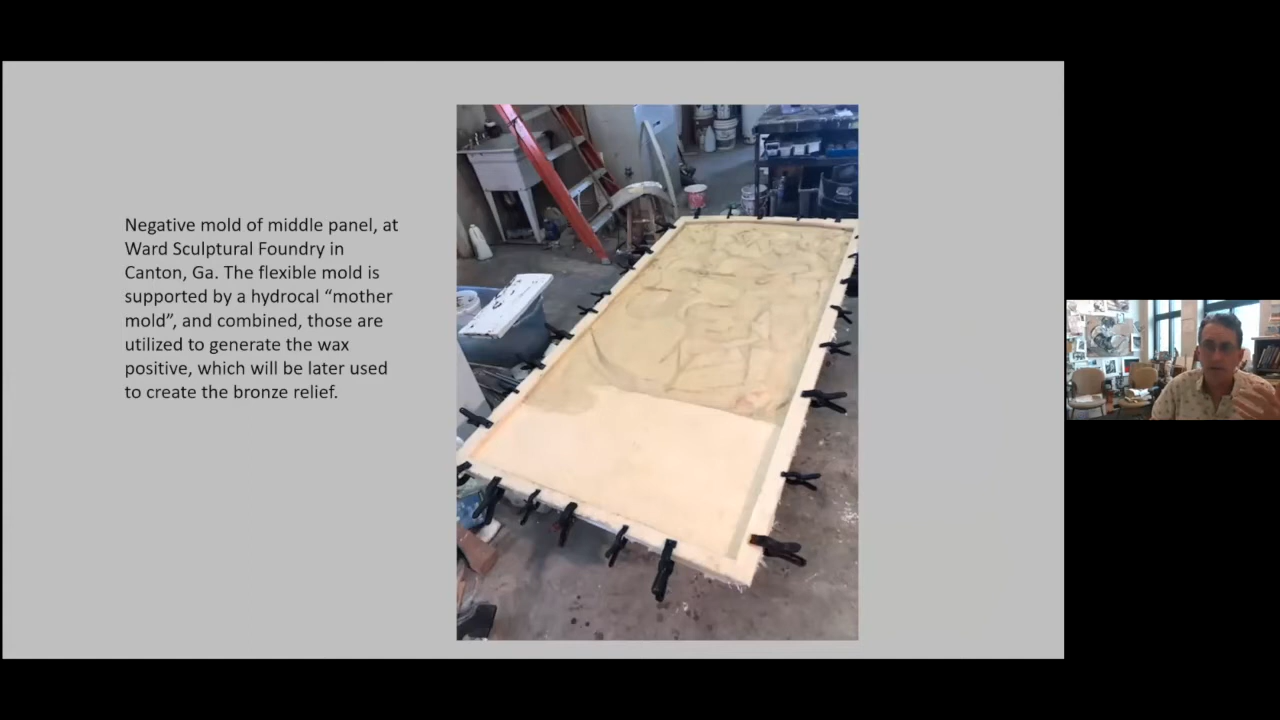 Negative mold of middle panel, at
Ward Sculptural Foundry in
Canton, Ga. The flexible mold is
supported by a hydrocal “mother
mold”, and combined, those are
utilized to generate the wax
positive, which will be later used
to create the bronze relief.